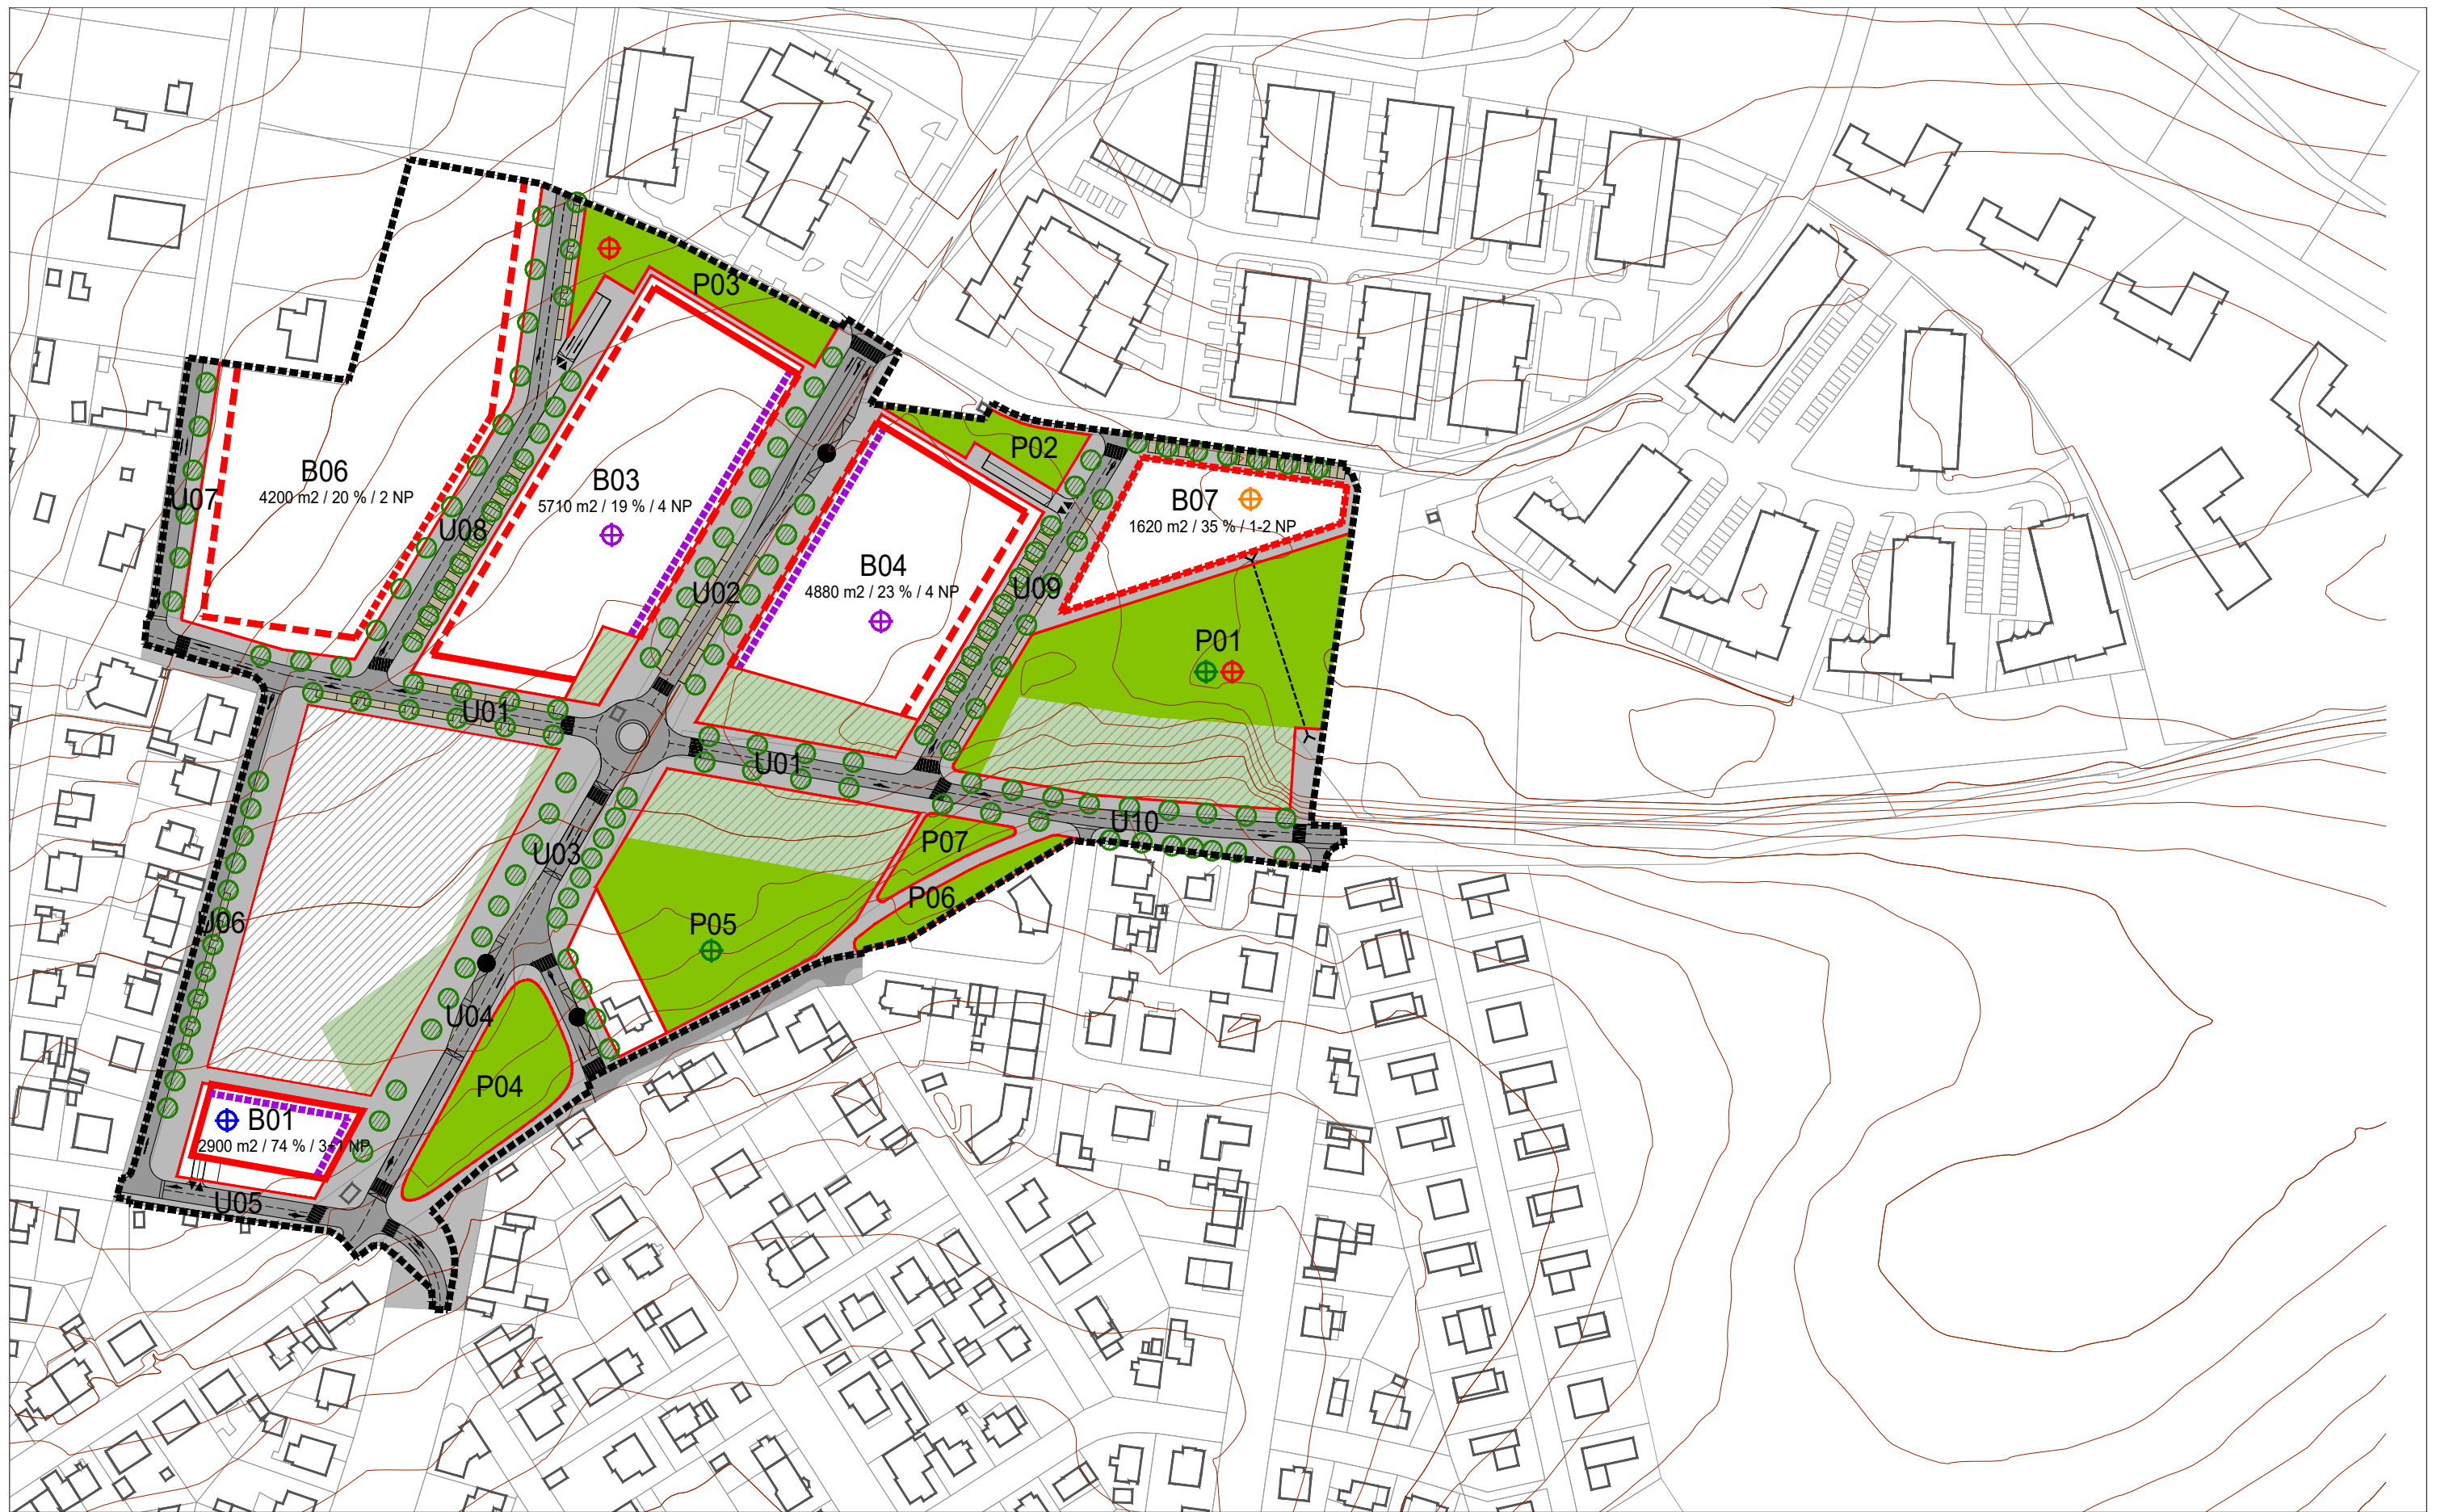 P03
P02
B06
4200 m2 / 20 % / 2 NP
B03
5710 m2 / 19 % / 4 NP
B07
1620 m2 / 35 % / 1-2 NP
U07
U08
B04
4880 m2 / 23 % / 4 NP
U02
U09
P01
U01
U01
U10
P07
U03
P06
U06
P05
U04
P04
B01
2900 m2 / 74 % / 3+1 NP
U05